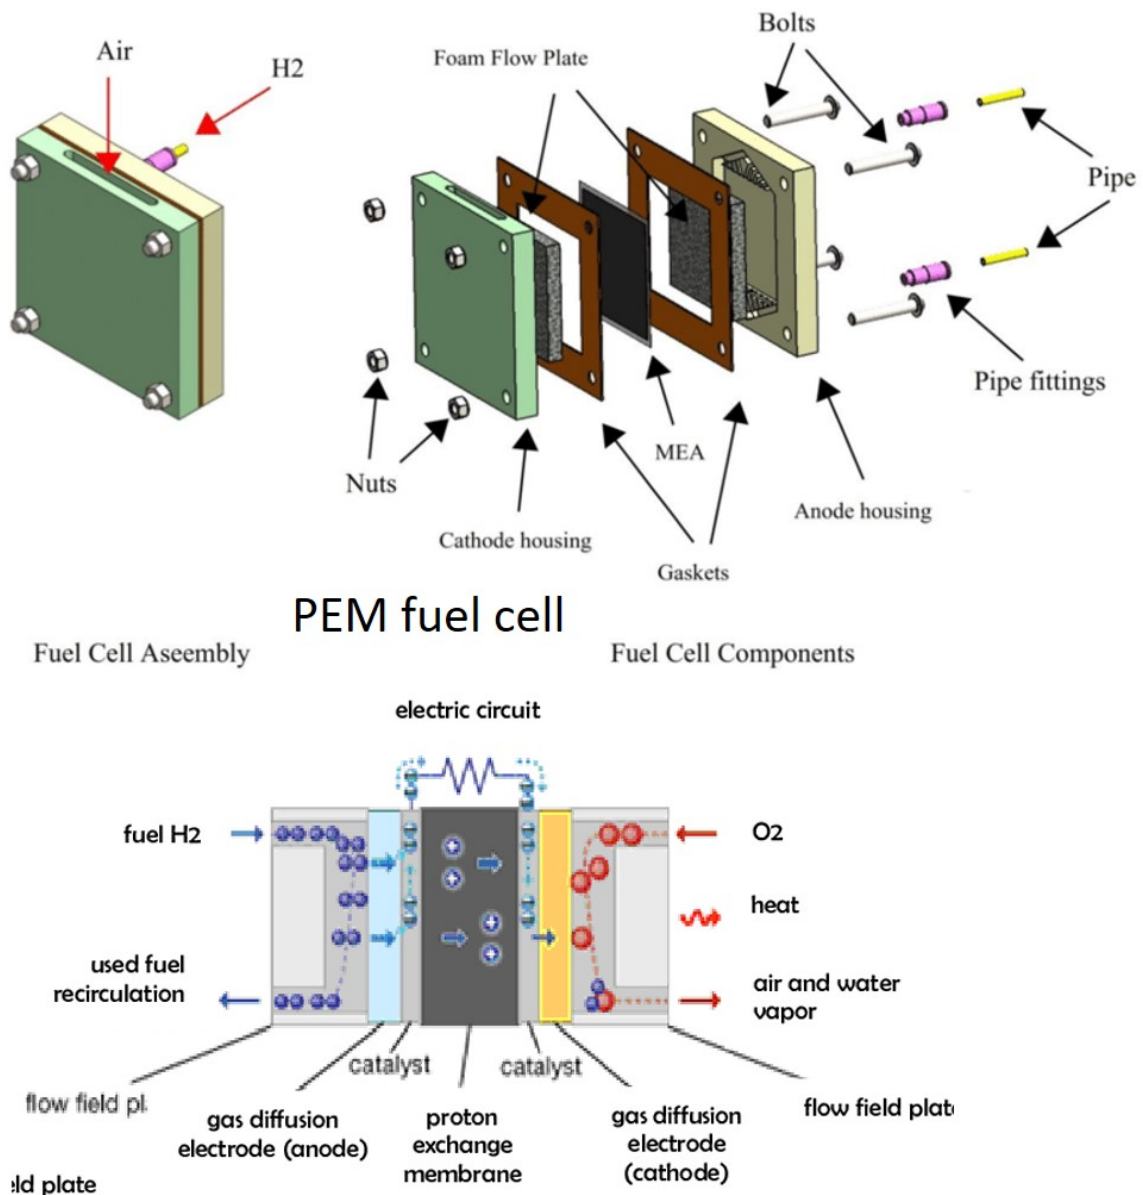 Air
H2
Bolts
Foam Flow Plate
Pipe
Pipe fittings
MEA
Nuts
Anode housing
Cathode housing
Gaskets
PEM fuel cell
Fuel Cell Aseembly
Fuel Cell Components
electric circuit
fuel H2
O2
heat
used fuel
recirculation
air and water
vapor
catalyst
catalyst
flow field pl
gas diffusion
electrode (anode)
proton
exchange
membrane
gas diffusion
electrode
(cathode)
flow field plat
eld plate